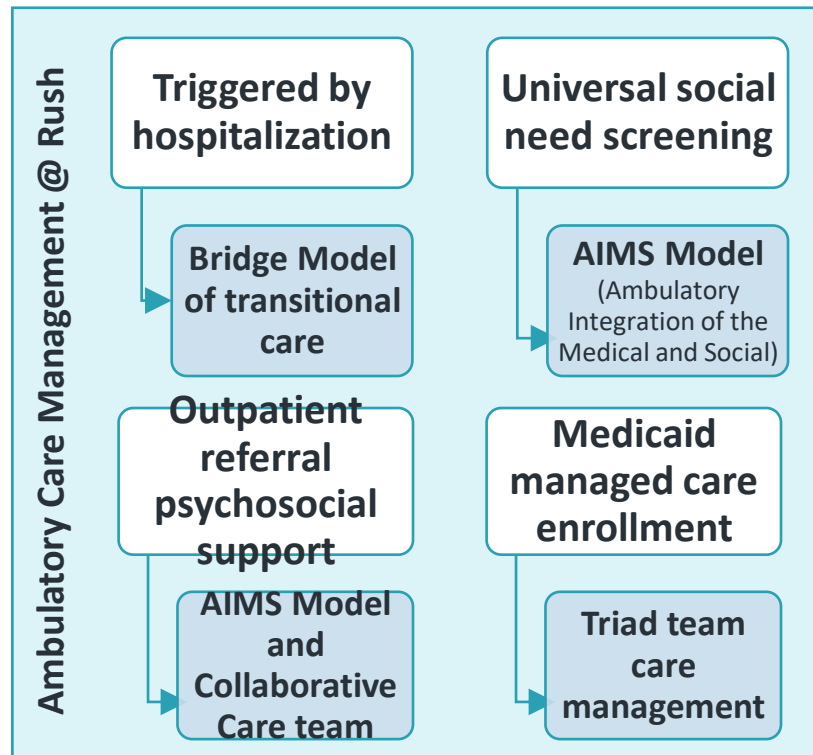 Ambulatory Care Management @ Rush
Triggered by
hospitalization
Bridge Model
of transitional
care
Universal social
need screening
AIMS Model
(Ambulatory
Integration of the
Medical and Social)
Outpatient
referral
psychosocial
support
AIMS Model
and
Collaborative
Care team
Medicaid
managed care
enrollment
Triad team
care
management